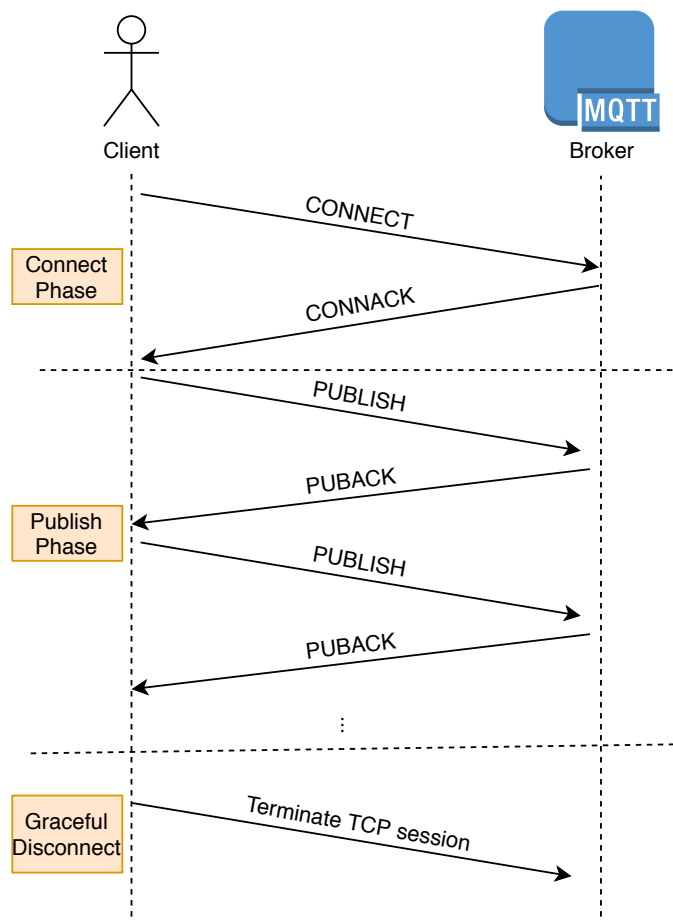 MQTT
Client
Broker
CONNECT
Connect
Phase
CONNACK
PUBLISH
PUBACK
Publish
Phase
PUBLISH
PUBACK
...
Terminate TCP session
Graceful
Disconnect